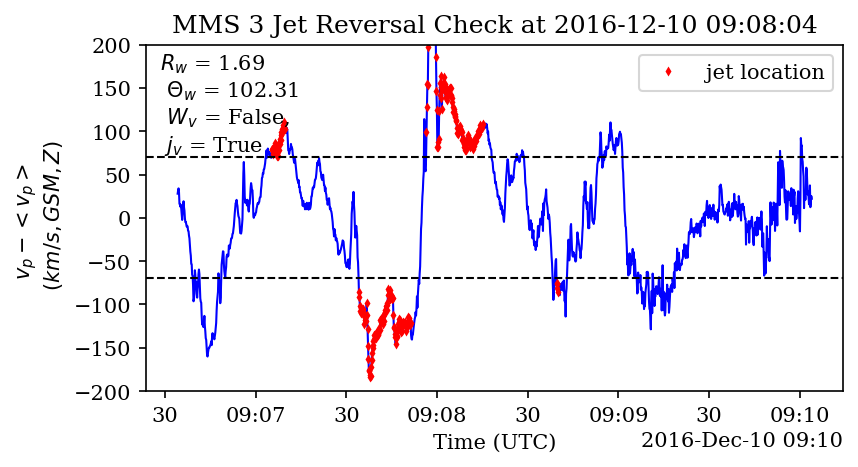 MMS 3 Jet Reversal Check at 2016-12-10 09:08:04
R_w = 1.69
Θ_w = 102.31
W_v = False
j_v = True
jet location
v_p − < v_p >
(km/s, GSM, Z)
200
150
100
50
0
−50
−100
−150
−200
30 09:07 30 09:08 30 09:09 30 09:10
Time (UTC)
2016-Dec-10 09:10